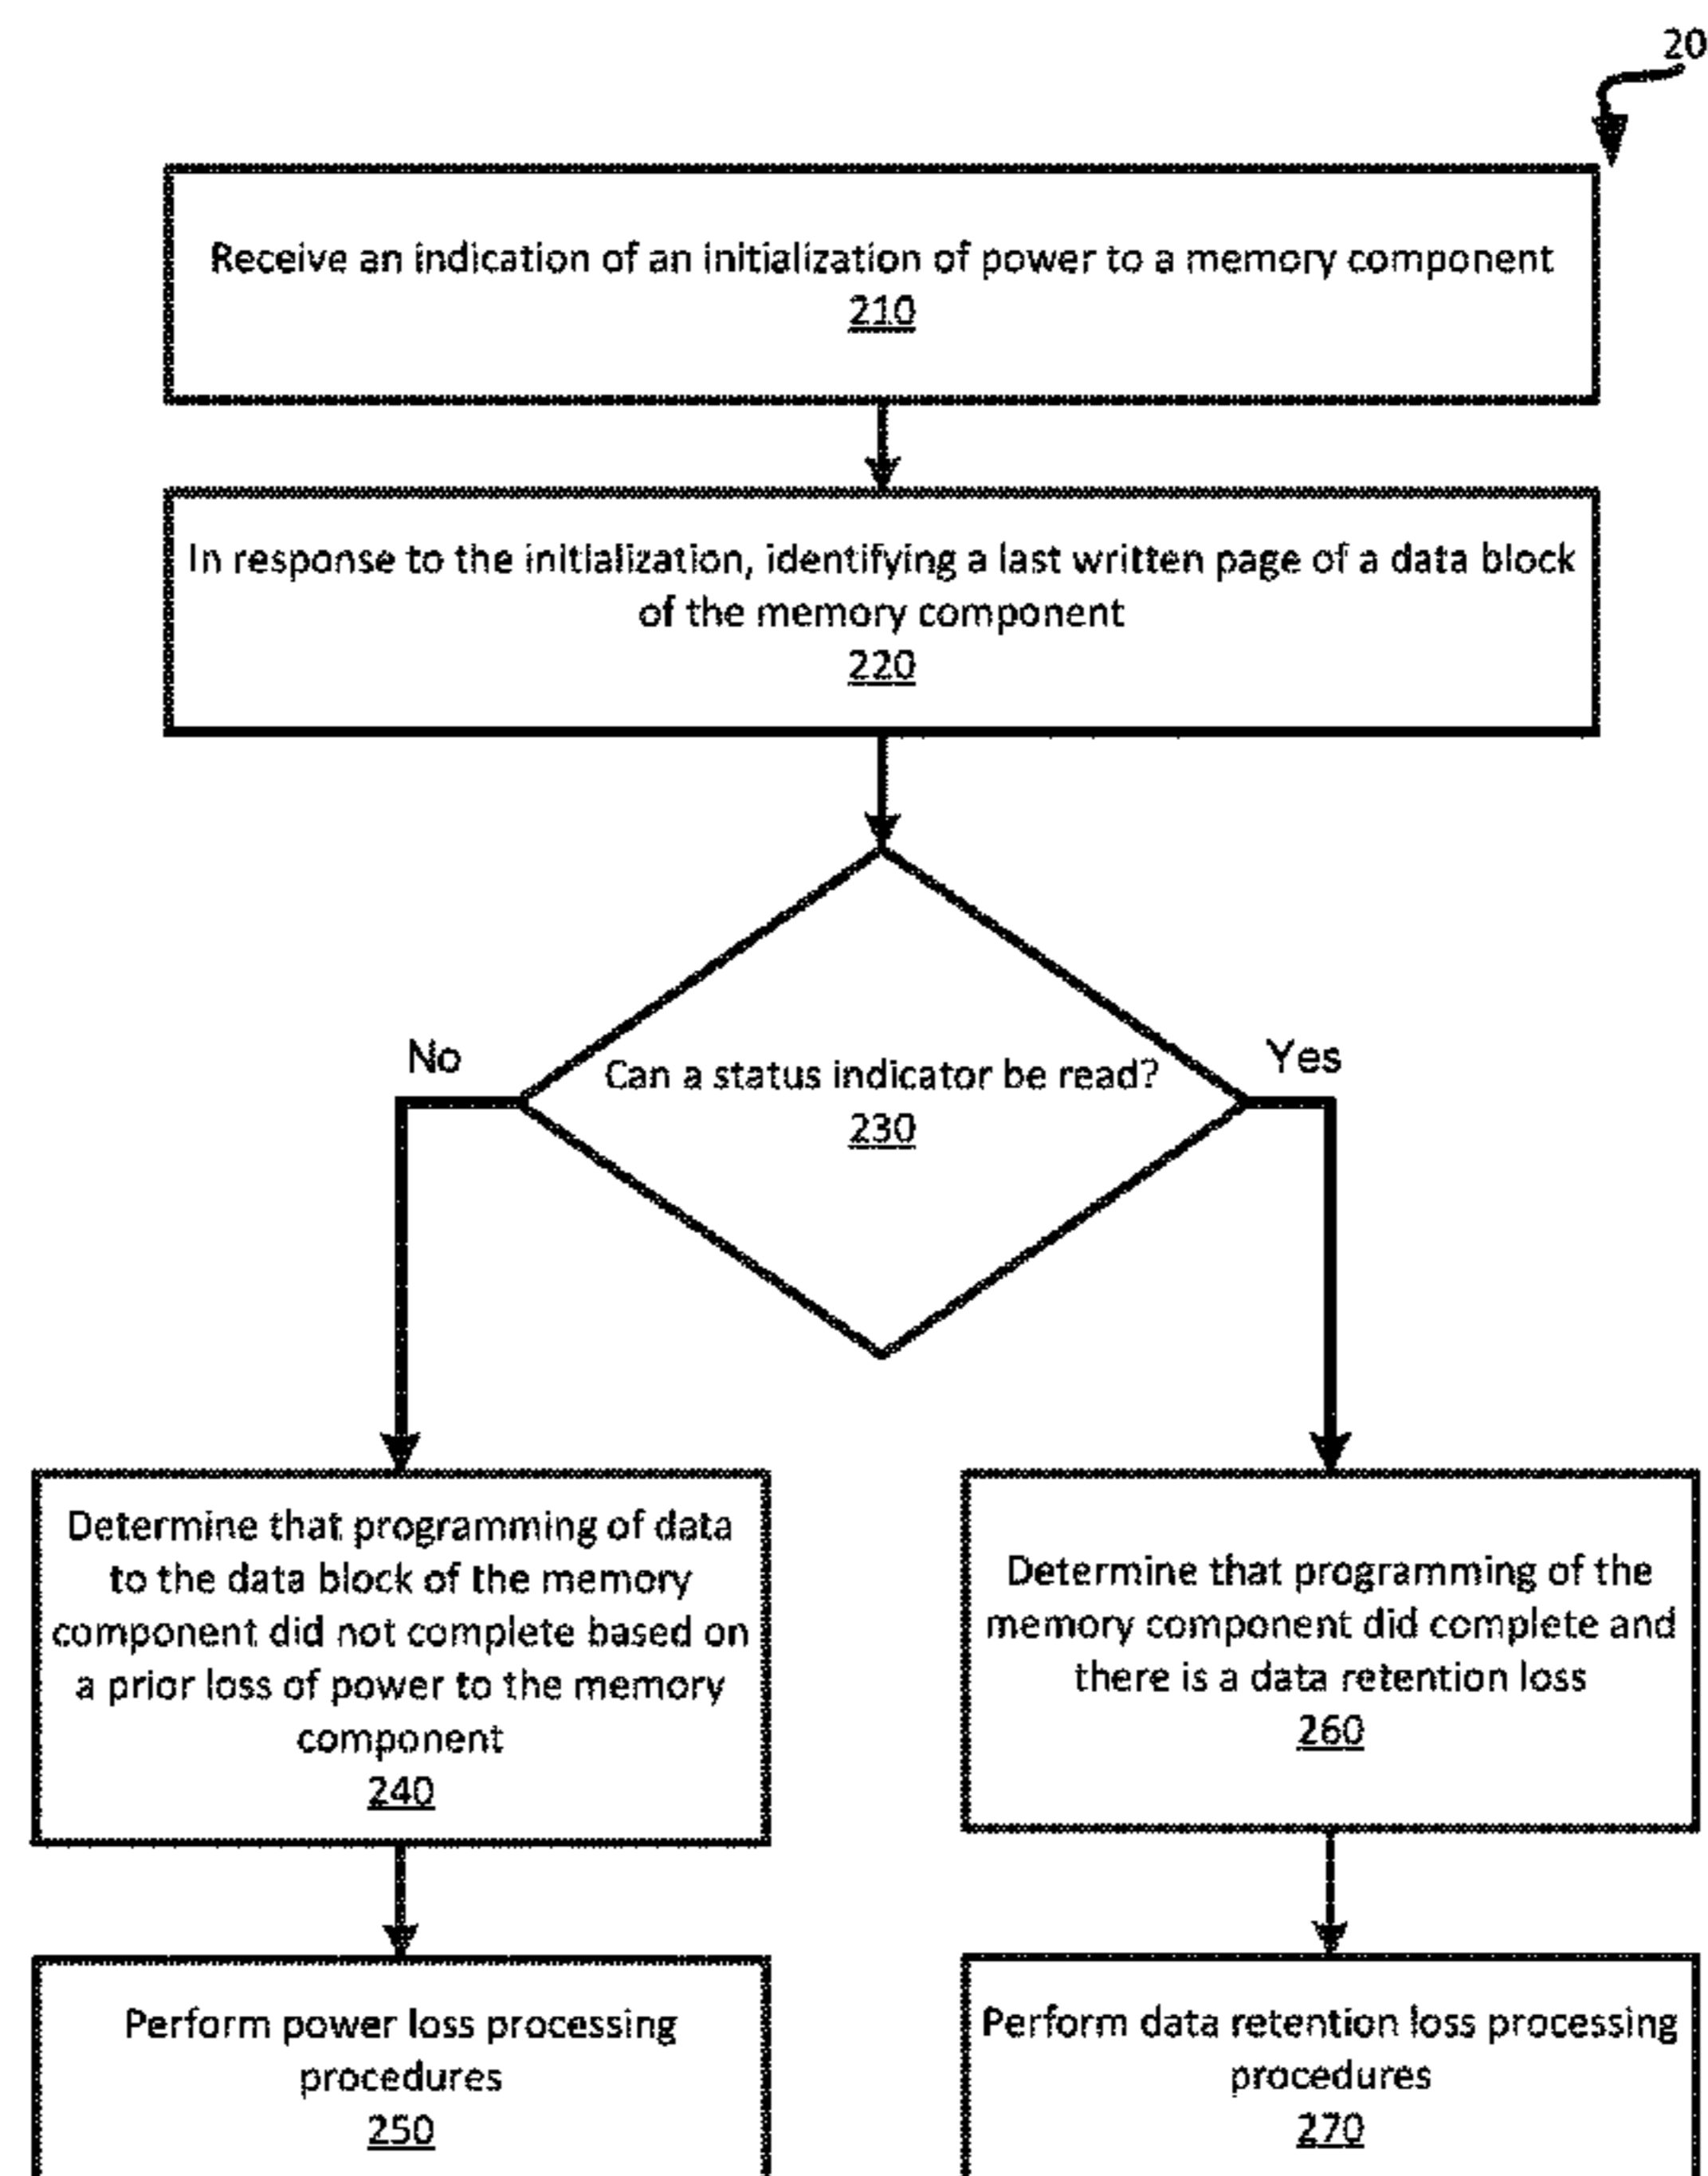 20
Receive an indication of an initialization of power to a memory component
210
In response to the initialization, identifying a last written page of a data block
of the memory component
220
No
Yes
Can a status indicator be read?
230
Determine that programming of data
to the data block of the memory
component did not complete based on
a prior loss of power to the memory
component
240
Determine that programming of the
memory component did complete and
there is a data retention loss
260
Perform power loss processing
procedures
250
Perform data retention loss processing
procedures
270